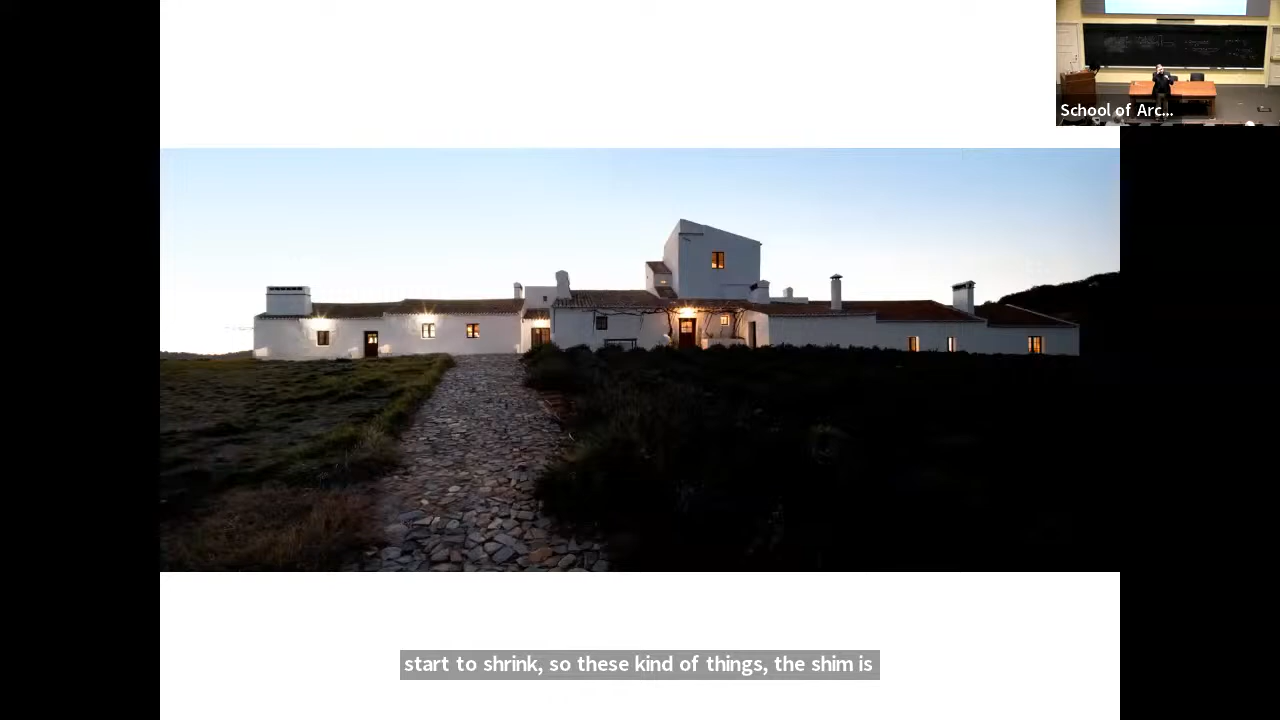 School of Arc...
start to shrink, so these kind of things, the shim is